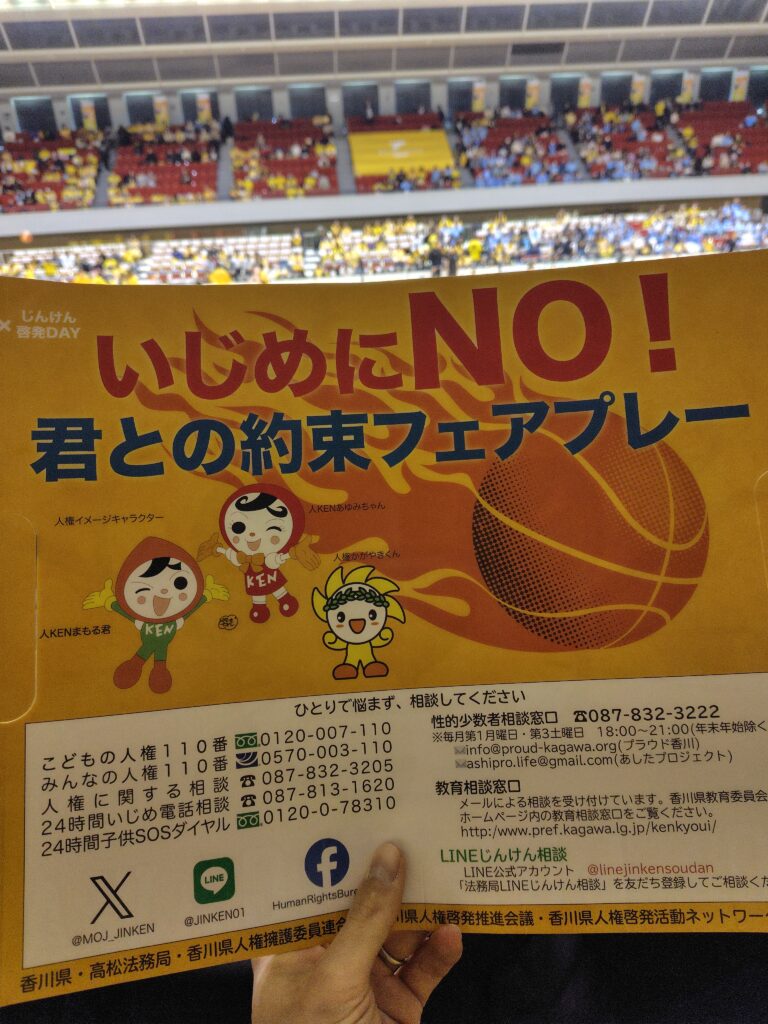 × じんけん
啓発DAY
いじめにNO!
君との約束フェアプレー
人権イメージキャラクター
人KENあゆみちゃん
人権かがやきくん
KEN
KEN
人KENまもる君
ひとりで悩まず、相談してください
こどもの人権110番 0120-007-110
みんなの人権110番 0570-003-110
人権に関する相談 ☎087-832-3205
24時間いじめ電話相談 ☎087-813-1620
24時間子供SOSダイヤル 0120-0-78310
性的少数者相談窓口 ☎087-832-3222
※毎月第1月曜日・第3土曜日 18:00~21:00(年末年始除く
info@proud-kagawa.org(プラウド香川)
ashipro.life@gmail.com(あしたプロジェクト)
教育相談窓口
メールによる相談を受け付けています。香川県教育委員会
ホームページ内の教育相談窓口をご覧ください。
http:/www.pref.kagawa.lg.jp/kenkyoui/
LINEじんけん相談
LINE公式アカウント @linejinkensoudan
「法務局LINEじんけん相談」を友だち登録してご相談くだ
LINE
@MOJ_JINKEN
@JINKEN01
HumanRightsBure
香川県・高松法務局・香川県人権擁護委員連合 川県人権啓発推進会議・香川県人権啓発活動ネットワー